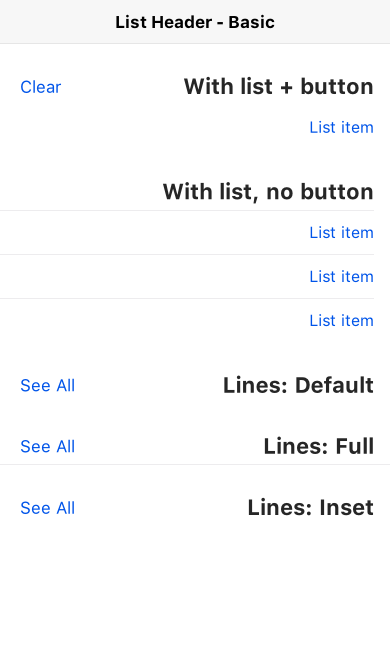 List Header - Basic
With list + button
Clear
List item
With list, no button
List item
List item
List item
Lines: Default
See All
Lines: Full
See All
Lines: Inset
See All